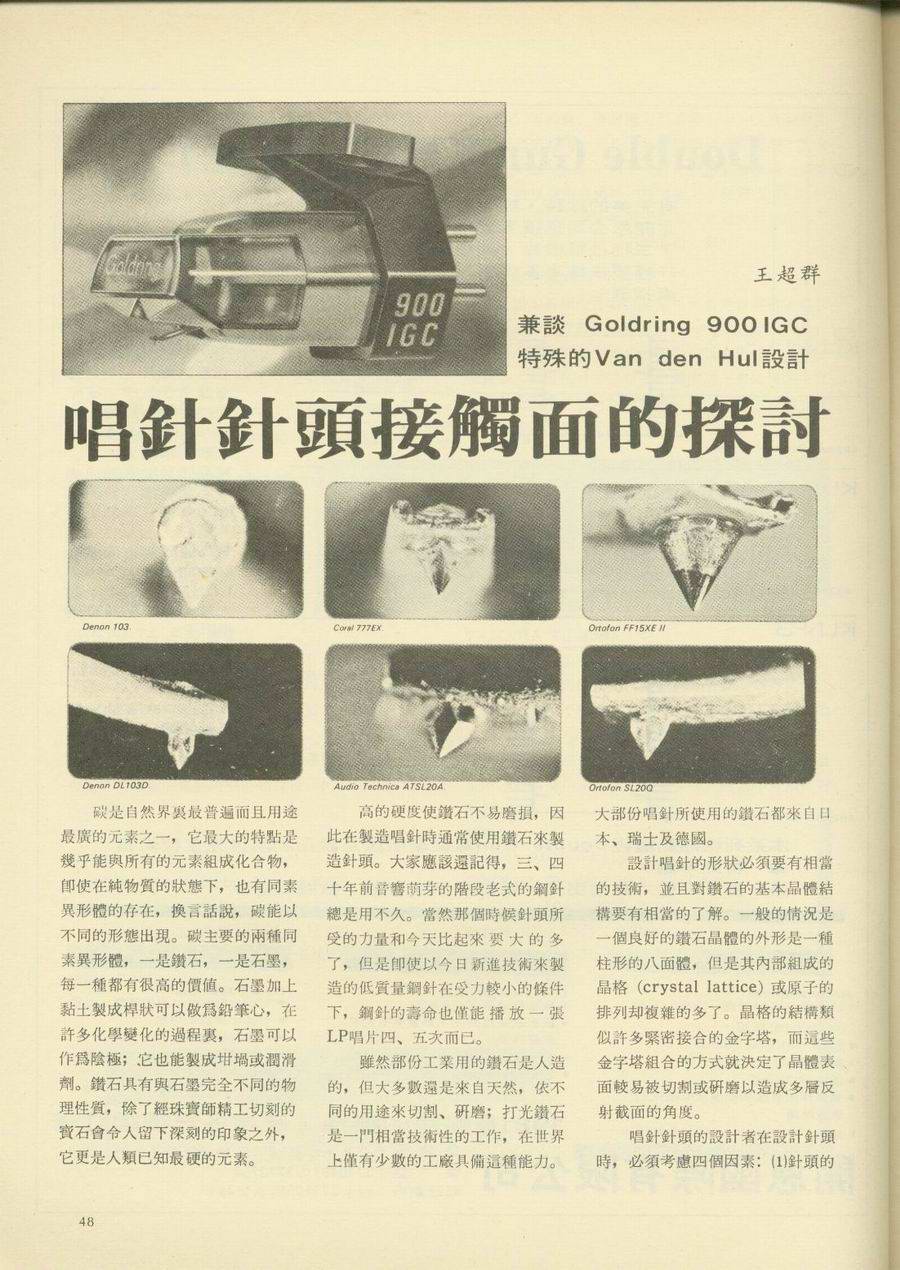 Goldring
900
IGC
王超群
兼談 Goldring 900 IGC
特殊的Van den Hul設計
唱針針頭接觸面的探討
Denon 103.
Coral 777EX
Ortofon FF15XE II
Denon DL103D.
Audio Technica ATSL20A.
Ortofon SL20Q
碳是自然界裏最普遍而且用途
最廣的元素之一，它最大的特點是
幾乎能與所有的元素組成化合物，
卽使在純物質的狀態下，也有同素
異形體的存在，換言話說，碳能以
不同的形態出現。碳主要的兩種同
素異形體，一是鑽石，一是石墨，
每一種都有很高的價値。石墨加上
黏土製成桿狀可以做爲鉛筆心，在
許多化學變化的過程裏，石墨可以
作爲陰極；它也能製成坩堝或潤滑
劑。鑽石具有與石墨完全不同的物
理性質，除了經珠寶師精工切刻的
寶石會令人留下深刻的印象之外，
它更是人類已知最硬的元素。
高的硬度使鑽石不易磨損，因
此在製造唱針時通常使用鑽石來製
造針頭。大家應該還記得，三、四
十年前音響萌芽的階段老式的鋼針
總是用不久。當然那個時候針頭所
受的力量和今天比起來要大的多
了，但是卽使以今日新進技術來製
造的低質量鋼針在受力較小的條件
下，鋼針的壽命也僅能播放一張
LP唱片四、五次而已。
雖然部份工業用的鑽石是人造
的，但大多數還是來自天然，依不
同的用途來切割、研磨；打光鑽石
是一門相當技術性的工作，在世界
上僅有少數的工廠具備這種能力。
大部份唱針所使用的鑽石都來自日
本、瑞士及德國。
設計唱針的形狀必須要有相當
的技術，並且對鑽石的基本晶體結
構要有相當的了解。一般的情況是
一個良好的鑽石晶體的外形是一種
柱形的八面體，但是其內部組成的
晶格 (crystal lattice) 或原子的
排列却複雜的多了。晶格的結構類
似許多緊密接合的金字塔，而這些
金字塔組合的方式就決定了晶體表
面較易被切割或研磨以造成多層反
射截面的角度。
唱針針頭的設計者在設計針頭
時，必須考慮四個因素：(1)針頭的
48